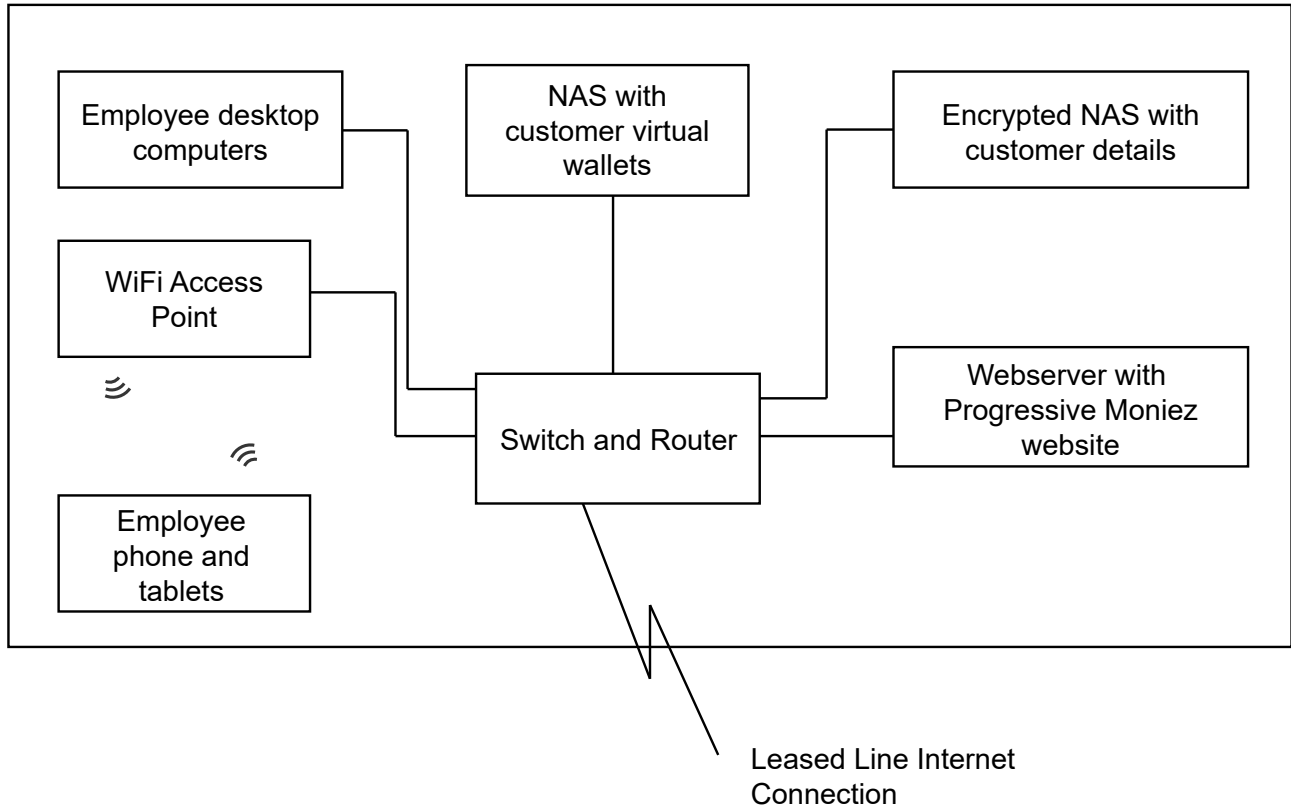 Employee desktop
computers
NAS with
customer virtual
wallets
Encrypted NAS with
customer details
WiFi Access
Point
Switch and Router
Webserver with
Progressive Moniez
website
Employee
phone and
tablets
Leased Line Internet
Connection